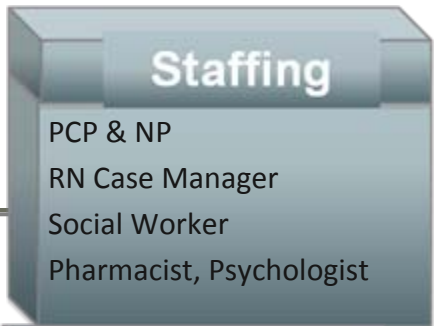 Staffing
PCP & NP
RN Case Manager
Social Worker
Pharmacist, Psychologist